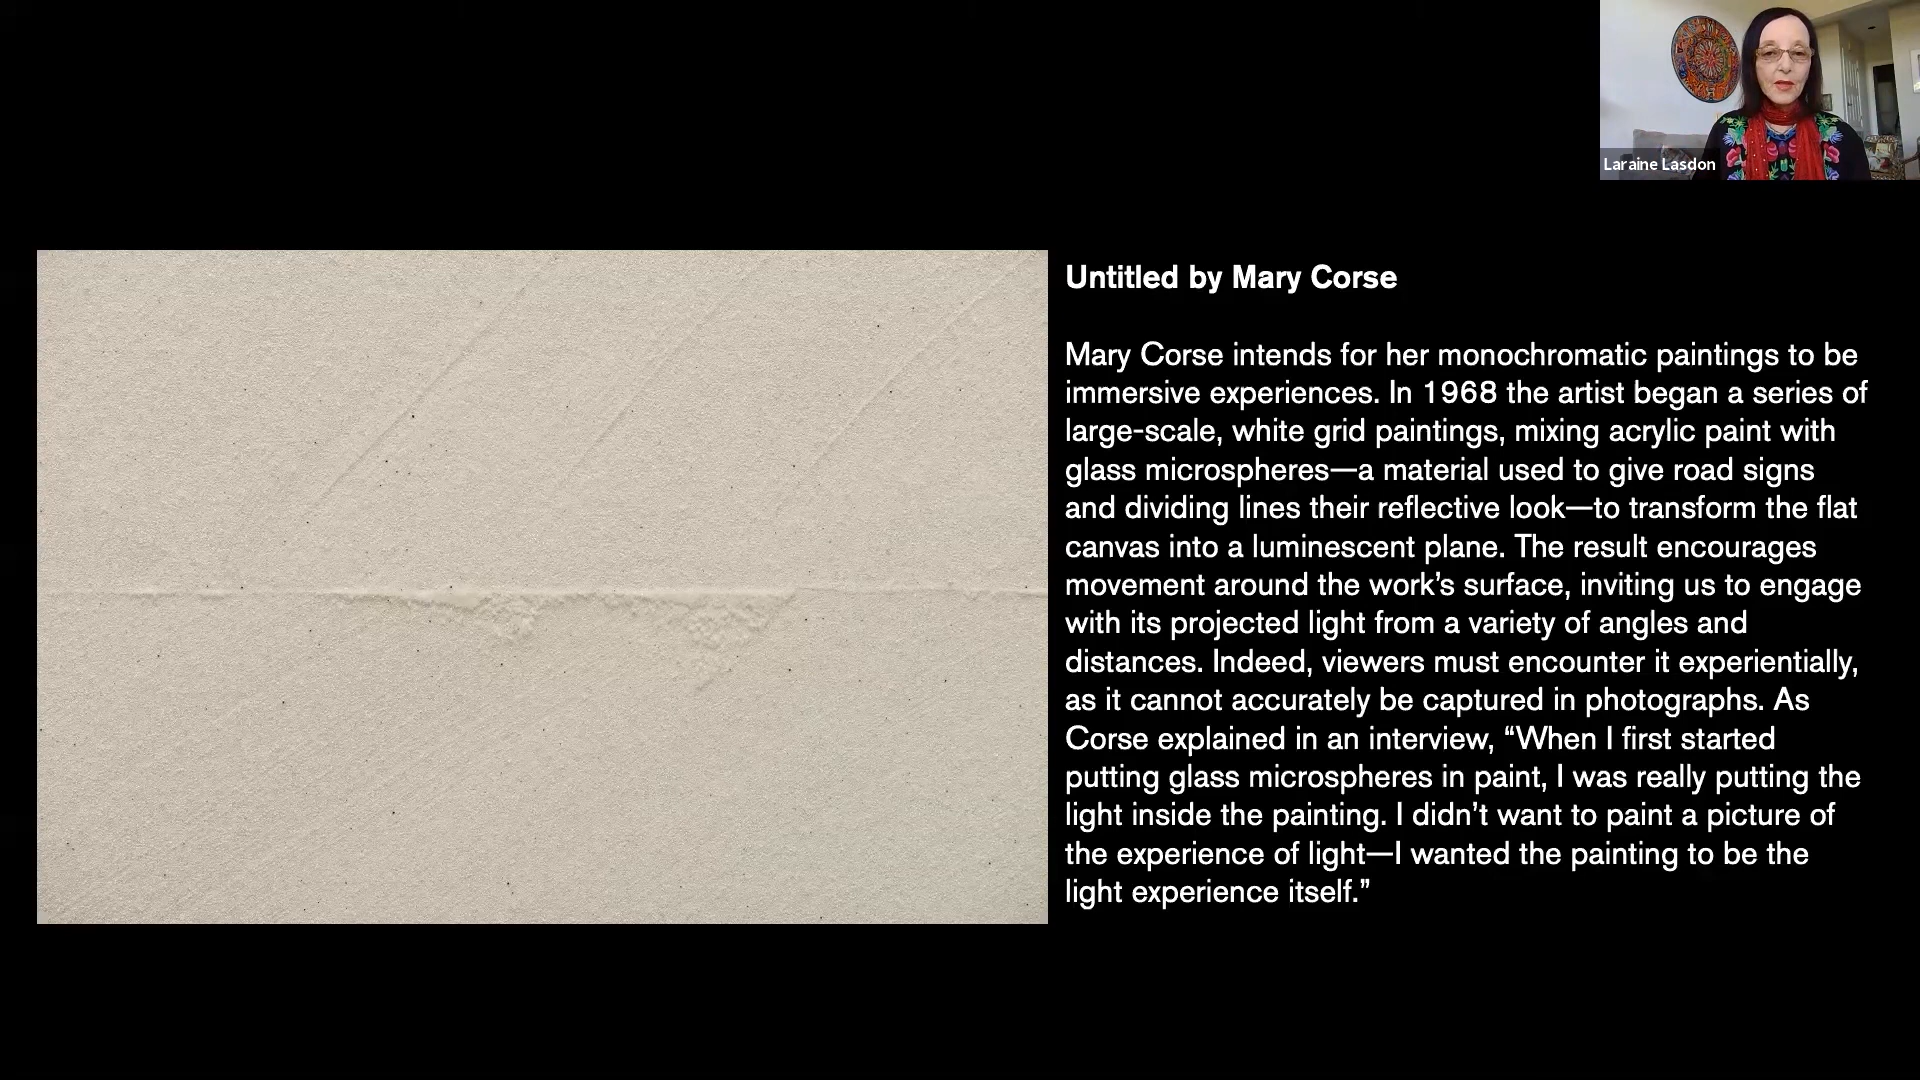 Laraine Lasdon
Untitled by Mary Corse
Mary Corse intends for her monochromatic paintings to be
immersive experiences. In 1968 the artist began a series of
large-scale, white grid paintings, mixing acrylic paint with
glass microspheres—a material used to give road signs
and dividing lines their reflective look—to transform the flat
canvas into a luminescent plane. The result encourages
movement around the work’s surface, inviting us to engage
with its projected light from a variety of angles and
distances. Indeed, viewers must encounter it experientially,
as it cannot accurately be captured in photographs. As
Corse explained in an interview, “When I first started
putting glass microspheres in paint, I was really putting the
light inside the painting. I didn’t want to paint a picture of
the experience of light—I wanted the painting to be the
light experience itself.”